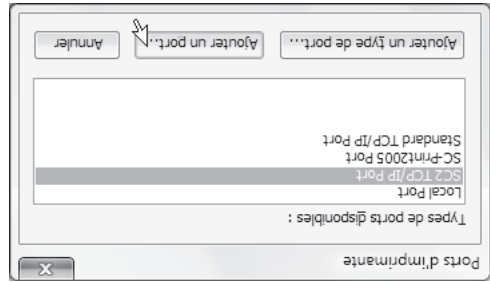 Ports d'imprimante
Types de ports disponibles :
Local Port
SC2 TCP/IP Port
SC-Print2005 Port
Standard TCP/IP Port
Ajouter un type de port... Ajouter un port... Annuler